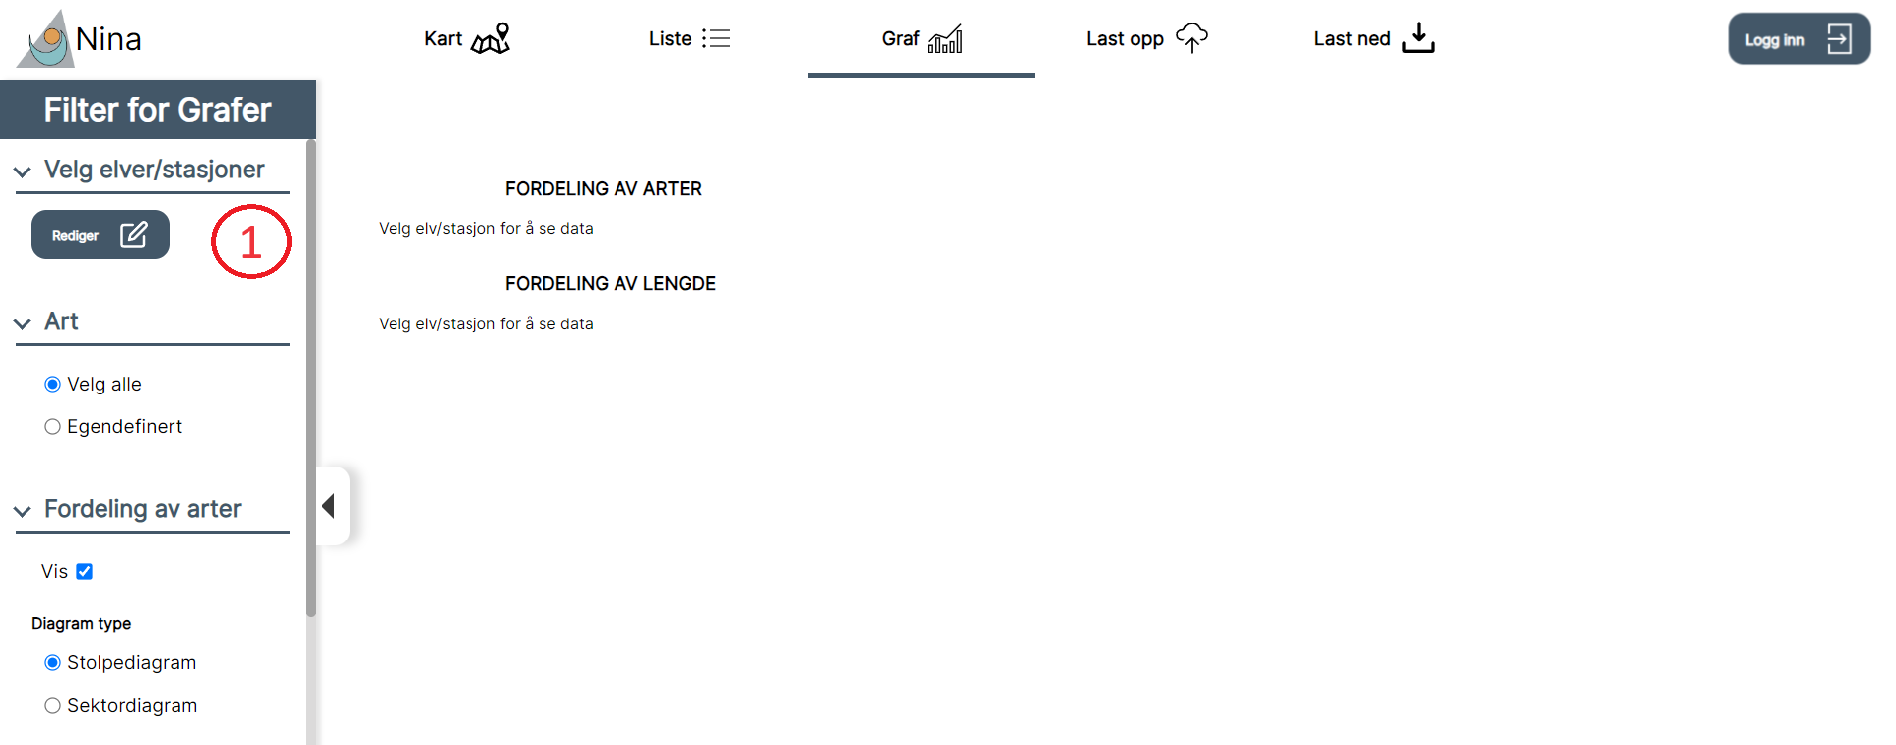 Nina
Kart
Liste
Graf
Last opp
Last ned
Logg inn
Filter for Grafer
Velg elver/stasjoner
Rediger
1
Art
Velg alle
Egendefinert
Fordeling av arter
Vis
Diagram type
Stolpediagram
Sektordiagram
FORDELING AV ARTER
Velg elv/stasjon for å se data
FORDELING AV LENGDE
Velg elv/stasjon for å se data